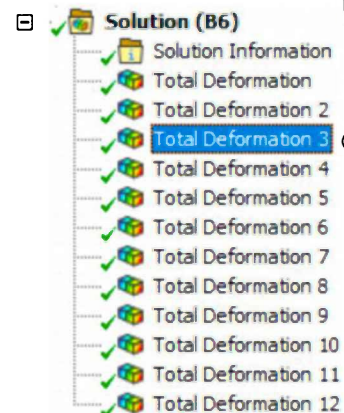 Solution (B6)
Solution Information
Total Deformation
Total Deformation 2
Total Deformation 3
Total Deformation 4
Total Deformation 5
Total Deformation 6
Total Deformation 7
Total Deformation 8
Total Deformation 9
Total Deformation 10
Total Deformation 11
Total Deformation 12